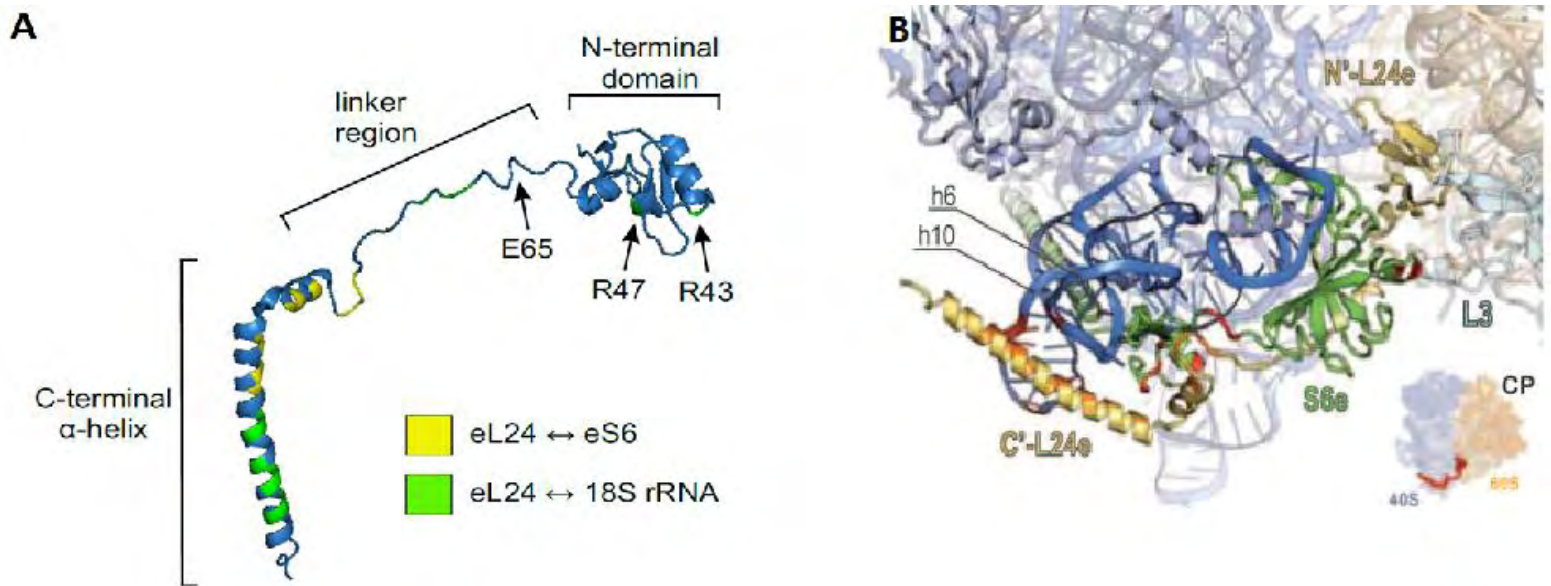 A
N-terminal
domain
linker
region
E65
R47
R43
C-terminal
α-helix
eL24 ↔ eS6
eL24 ↔ 18S rRNA
B
N'-L24e
h6
h10
L3
S6e
C'-L24e
CP
40S
60S